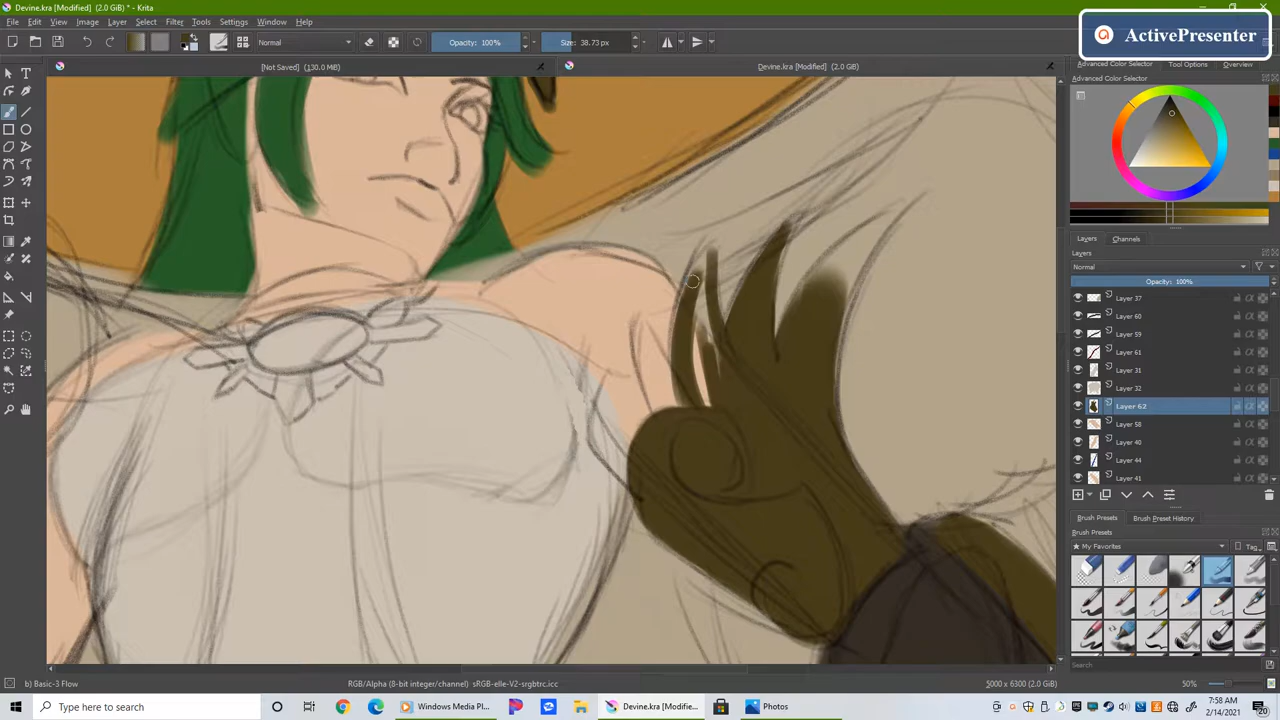 Devine.kra [Modified] (2.0 GiB) * - Krita
ActivePresenter
File Edit View Image Layer Select Filter Tools Settings Window Help
Normal
Opacity: 100%
Size: 38.73 px
[Not Saved] (130.0 MiB)
Devine.kra [Modified] (2.0 GiB)
Advanced Color Selector Tool Options Overview
Advanced Color Selector
Layers Channels
Layers
Normal
Opacity: 100%
Layer 37
Layer 60
Layer 59
Layer 61
Layer 31
Layer 32
Layer 62
Layer 58
Layer 40
Layer 44
Layer 41
Brush Presets Brush Preset History
Brush Presets
My Favorites
Tag
Search
b) Basic-3 Flow
RGB/Alpha (8-bit integer/channel) sRGB-elle-V2-srgbtrc.icc
5000 x 6300 (2.0 GiB)
50%
Type here to search
Windows Media Pl...
Devine.kra [Modifie...
Photos
7:58 AM
2/14/2021
20